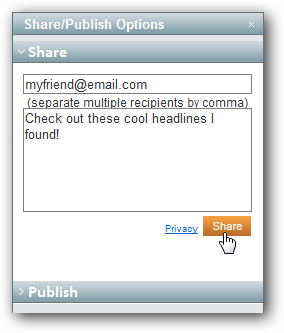 Share/Publish Options
Share
myfriend@email.com
(separate multiple recipients by comma)
Check out these cool headlines I
found!
Privacy
Share
Publish